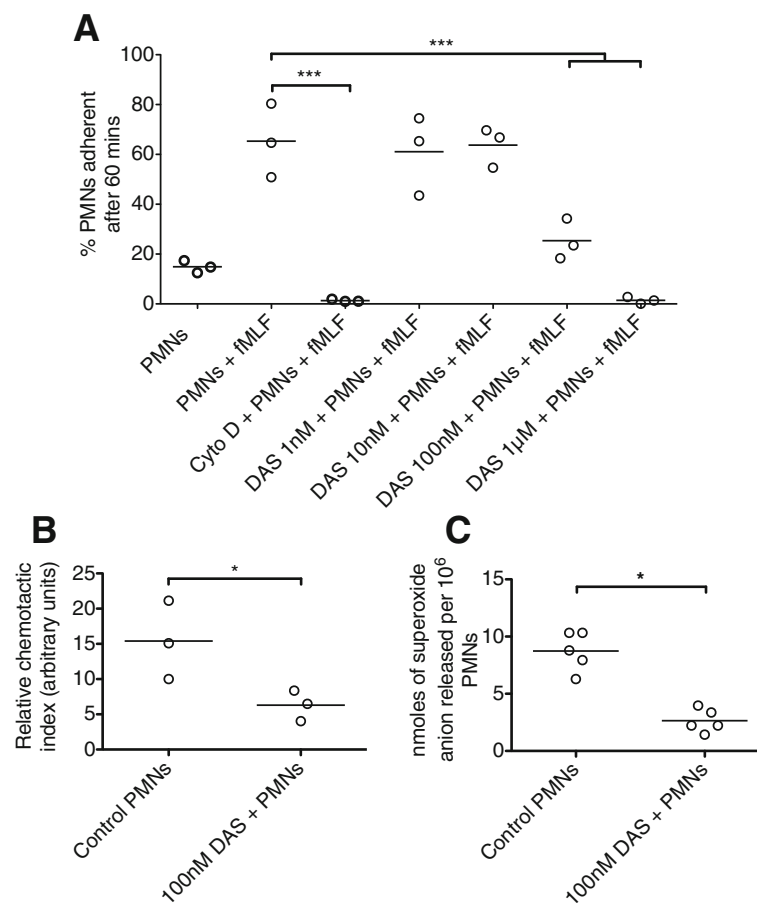 A
% PMNs adherent
after 60 mins
100
80
60
40
20
0
***
***
PMNs
PMNs + fMLF
Cyto D + PMNs + fMLF
DAS 1nM + PMNs + fMLF
DAS 10nM + PMNs + fMLF
DAS 100nM + PMNs + fMLF
DAS 1µM + PMNs + fMLF
B
Relative chemotactic
index (arbitrary units)
25
20
15
10
5
0
*
Control PMNs
100nM DAS + PMNs
C
nmoles of superoxide
anion released per 10⁶
PMNs
15
10
5
0
*
Control PMNs
100nM DAS + PMNs